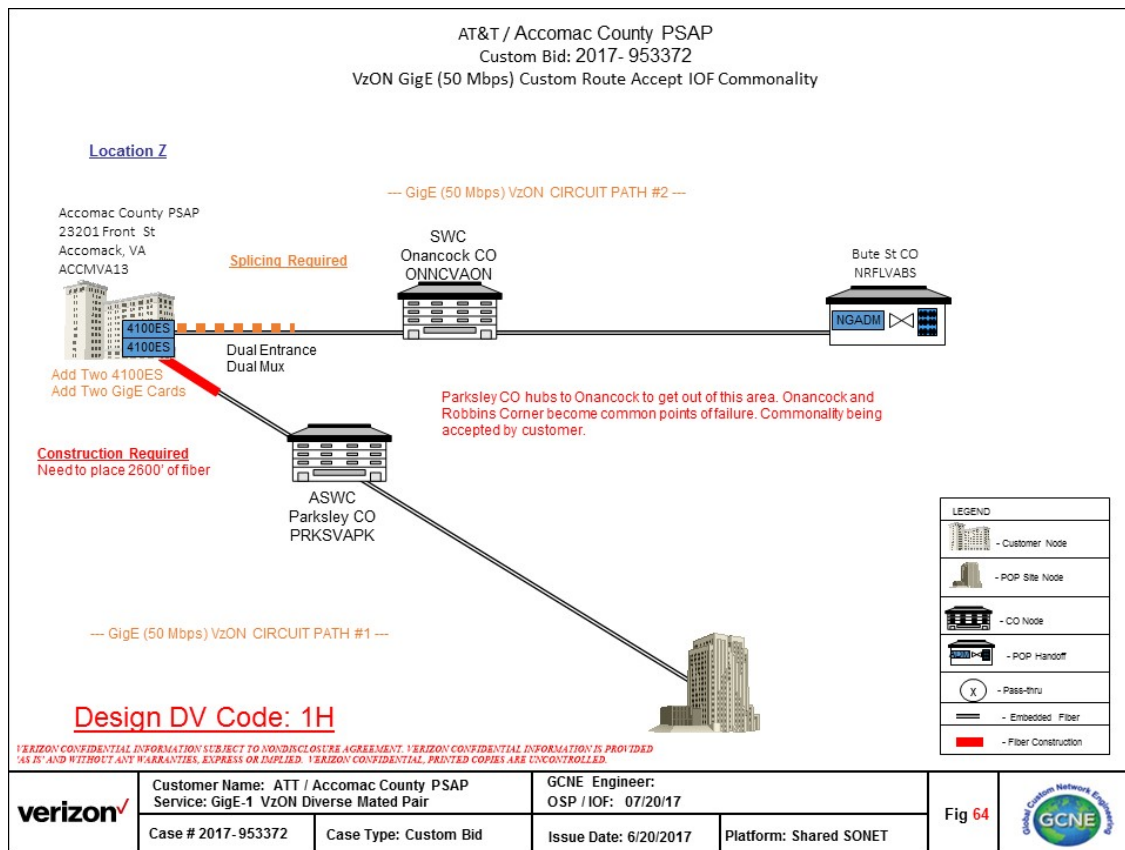 AT&T / Accomac County PSAP
Custom Bid: 2017- 953372
VzON GigE (50 Mbps) Custom Route Accept IOF Commonality
Location Z
--- GigE (50 Mbps) VzON CIRCUIT PATH #2 ---
Accomac County PSAP
23201 Front St
Accomack, VA
ACCMVA13
Splicing Required
SWC
Onancock CO
ONNCVAON
Bute St CO
NRFLVABS
4100ES
4100ES
NGADM
Dual Entrance
Dual Mux
Add Two 4100ES
Add Two GigE Cards
Parksley CO hubs to Onancock to get out of this area. Onancock and
Robbins Corner become common points of failure. Commonality being
accepted by customer.
Construction Required
Need to place 2600' of fiber
ASWC
Parksley CO
PRKSVAPK
--- GigE (50 Mbps) VzON CIRCUIT PATH #1 ---
LEGEND
- Customer Node
- POP Site Node
- CO Node
- POP Handoff
X
- Pass-thru
- Embedded Fiber
- Fiber Construction
Design DV Code: 1H
VERIZON CONFIDENTIAL INFORMATION SUBJECT TO NONDISCLOSURE AGREEMENT. VERIZON CONFIDENTIAL INFORMATION IS PROVIDED
'AS IS' AND WITHOUT ANY WARRANTIES, EXPRESS OR IMPLIED. VERIZON CONFIDENTIAL, PRINTED COPIES ARE UNCONTROLLED.
verizon
Customer Name: ATT / Accomac County PSAP
Service: GigE-1 VzON Diverse Mated Pair
GCNE Engineer:
OSP / IOF: 07/20/17
Fig 64
Case # 2017- 953372
Case Type: Custom Bid
Issue Date: 6/20/2017
Platform: Shared SONET
Global Custom Network Engineering
GCNE